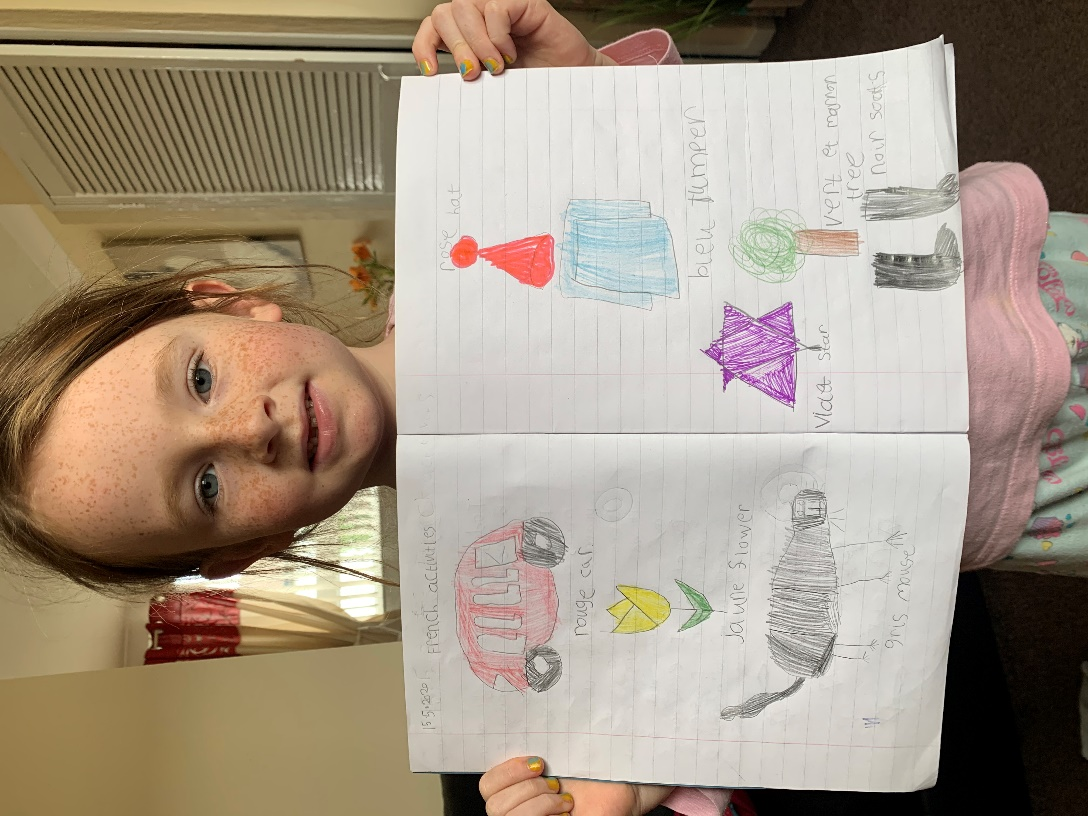 15·5·2020 French activities
rouge car
Jaune flower
gris mouse
rose hat
bleu Jumper
star
vert et marron
tree
noir socks